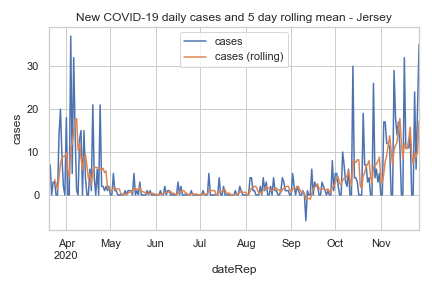 New COVID-19 daily cases and 5 day rolling mean - Jersey
cases
cases (rolling)
cases
30
20
10
0
Apr May Jun Jul Aug Sep Oct Nov
2020
dateRep